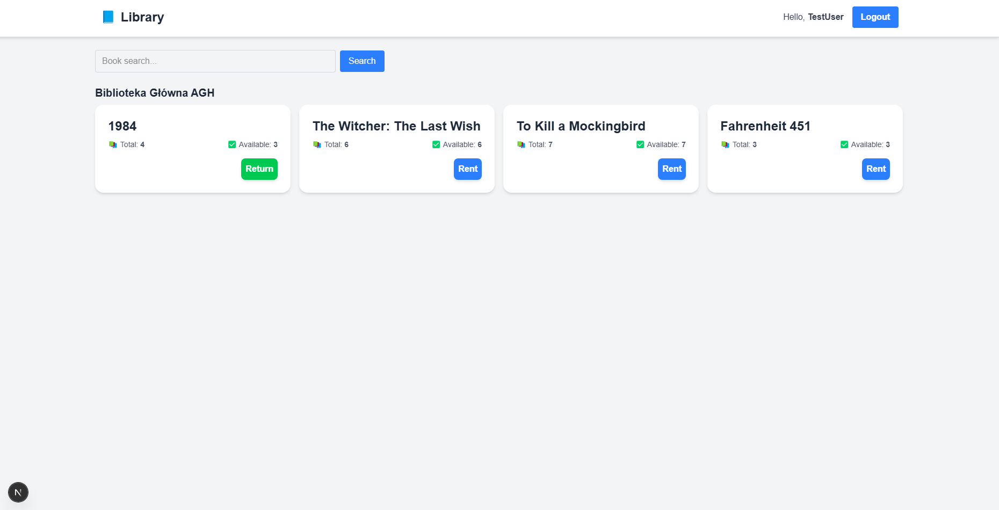 Library
Hello, TestUser
Logout
Book search...
Search
Biblioteka Główna AGH
1984
Total: 4
Available: 3
Return
The Witcher: The Last Wish
Total: 6
Available: 6
Rent
To Kill a Mockingbird
Total: 7
Available: 7
Rent
Fahrenheit 451
Total: 3
Available: 3
Rent
N